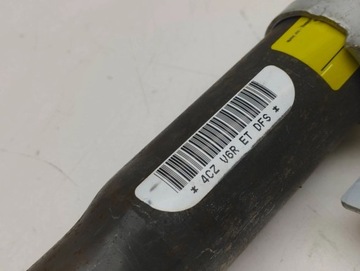 * 4CZ V6R ET DFS *